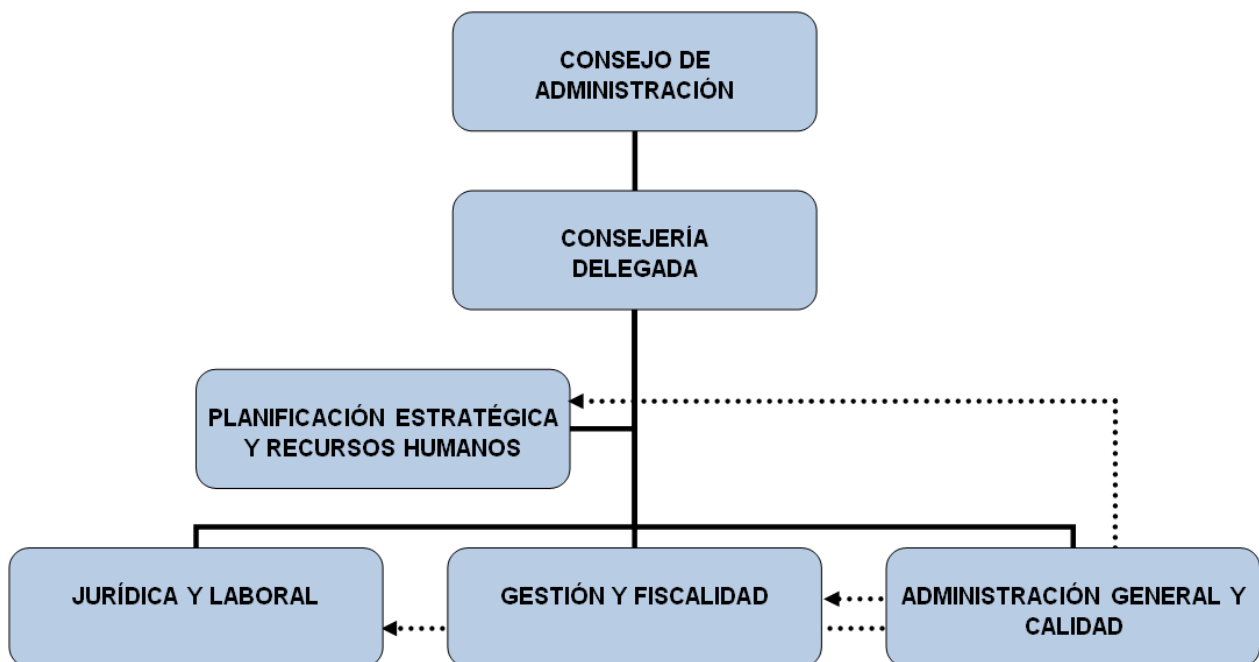 CONSEJO DE
ADMINISTRACIÓN
CONSEJERÍA
DELEGADA
PLANIFICACIÓN ESTRATÉGICA
Y RECURSOS HUMANOS
JURÍDICA Y LABORAL
GESTIÓN Y FISCALIDAD
ADMINISTRACIÓN GENERAL Y
CALIDAD